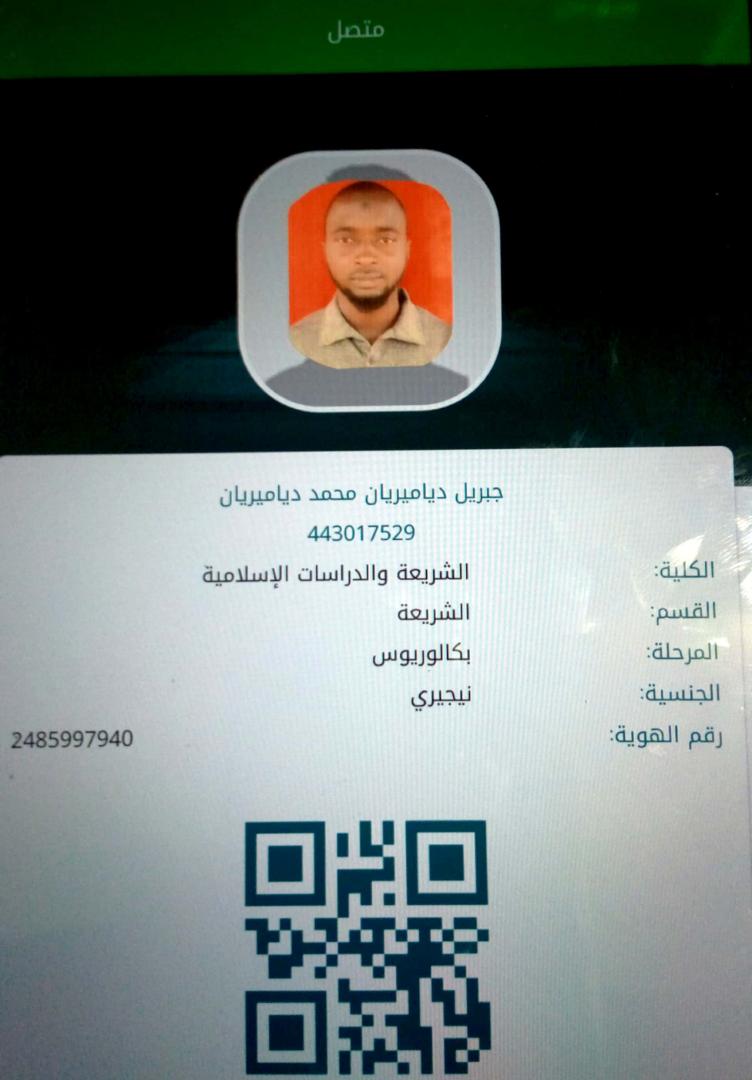 متصل
جبريل دياميريان محمد دياميريان
443017529
الكلية: الشريعة والدراسات الإسلامية
القسم: الشريعة
المرحلة: بكالوريوس
الجنسية: نيجيري
رقم الهوية: 2485997940